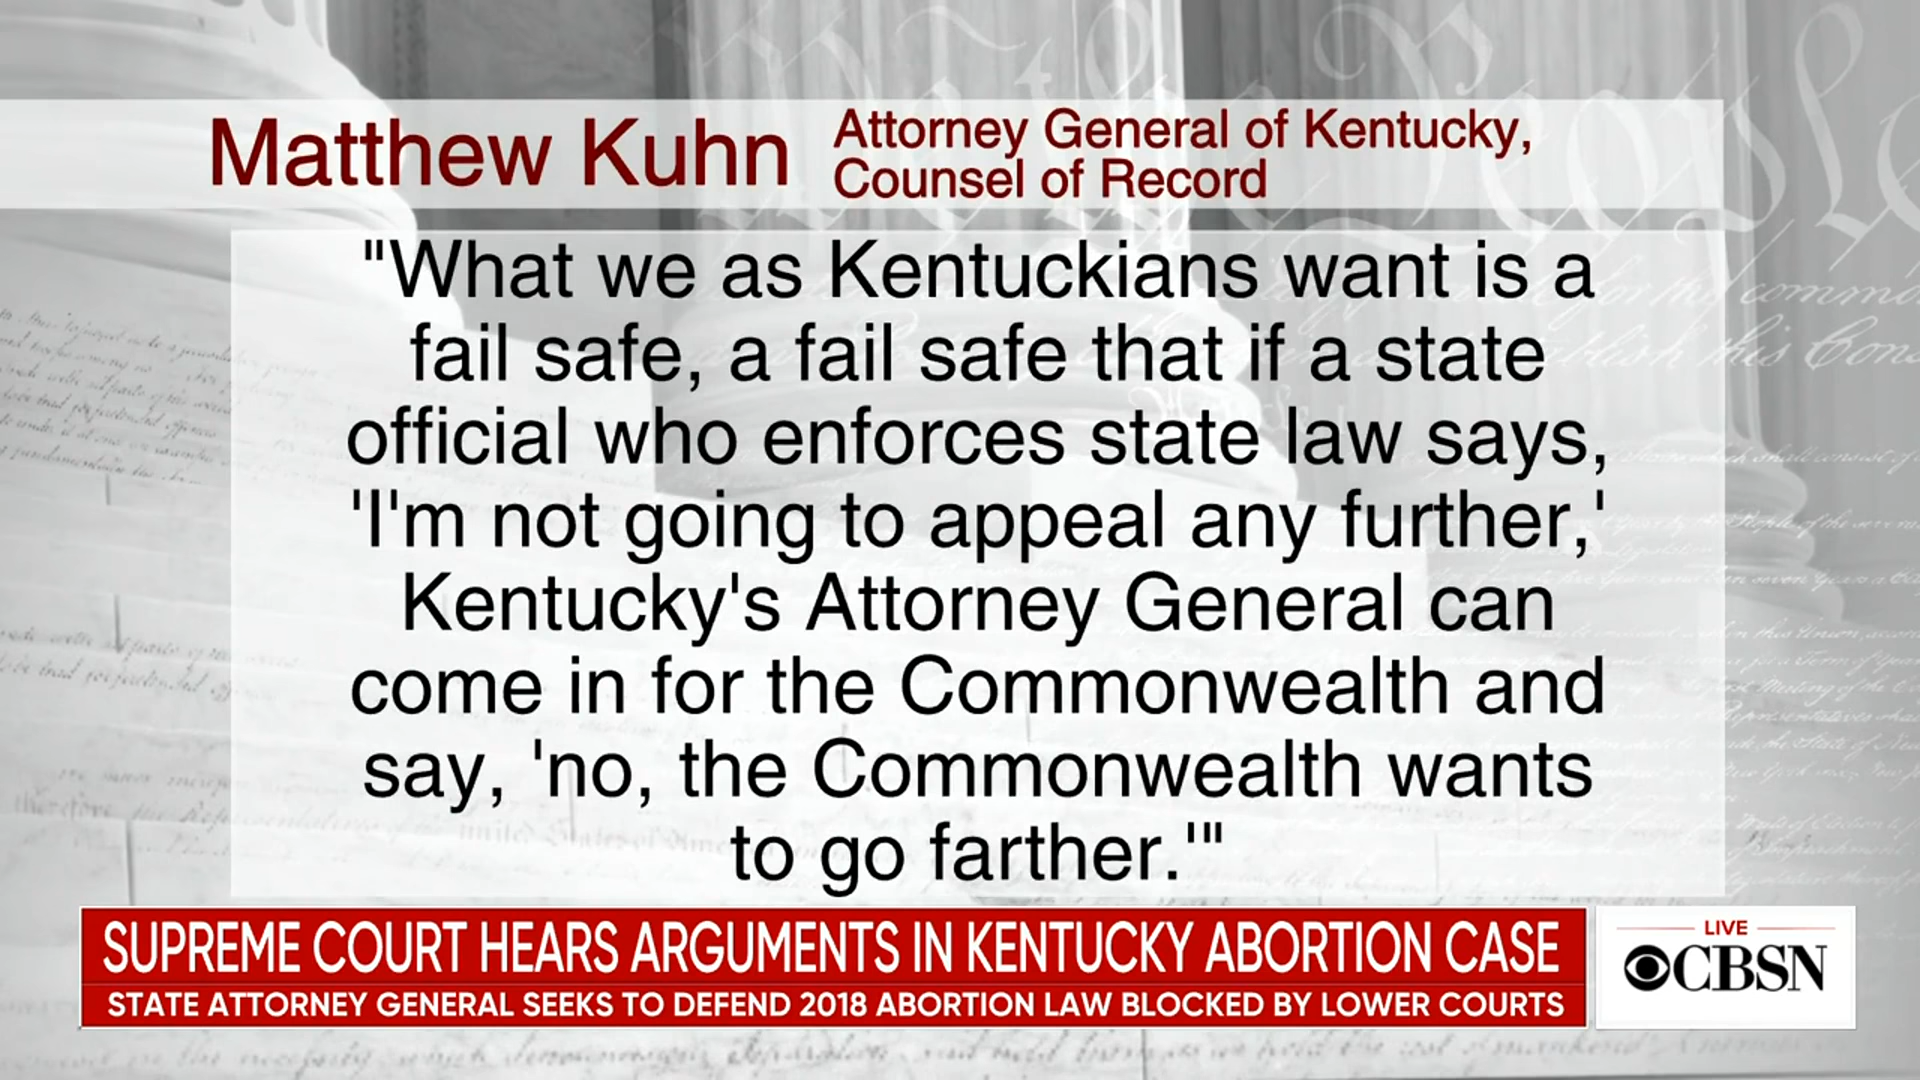 Matthew Kuhn
Attorney General of Kentucky,
Counsel of Record
"What we as Kentuckians want is a
fail safe, a fail safe that if a state
official who enforces state law says,
'I'm not going to appeal any further,'
Kentucky's Attorney General can
come in for the Commonwealth and
say, 'no, the Commonwealth wants
to go farther.'"
SUPREME COURT HEARS ARGUMENTS IN KENTUCKY ABORTION CASE
STATE ATTORNEY GENERAL SEEKS TO DEFEND 2018 ABORTION LAW BLOCKED BY LOWER COURTS
LIVE
CBSN
We the People